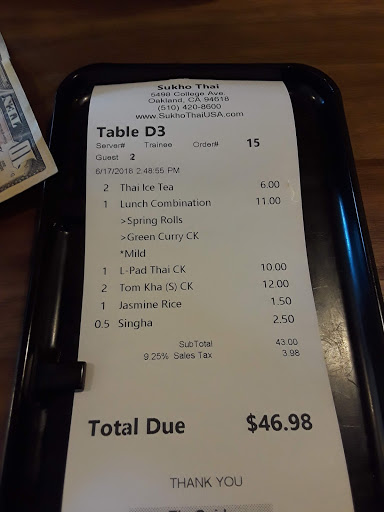 Sukho Thai
5498 College Ave.
Oakland, CA 94618
(510) 420-8600
www.SukhoThaiUSA.com
Table D3
Server# Trainee Order# 15
Guest 2
6/17/2018 2:48:55 PM
2 Thai Ice Tea 6.00
1 Lunch Combination 11.00
>Spring Rolls
>Green Curry CK
*Mild
1 L-Pad Thai CK 10.00
2 Tom Kha (S) CK 12.00
1 Jasmine Rice 1.50
0.5 Singha 2.50
SubTotal 43.00
9.25% Sales Tax 3.98
Total Due $46.98
THANK YOU